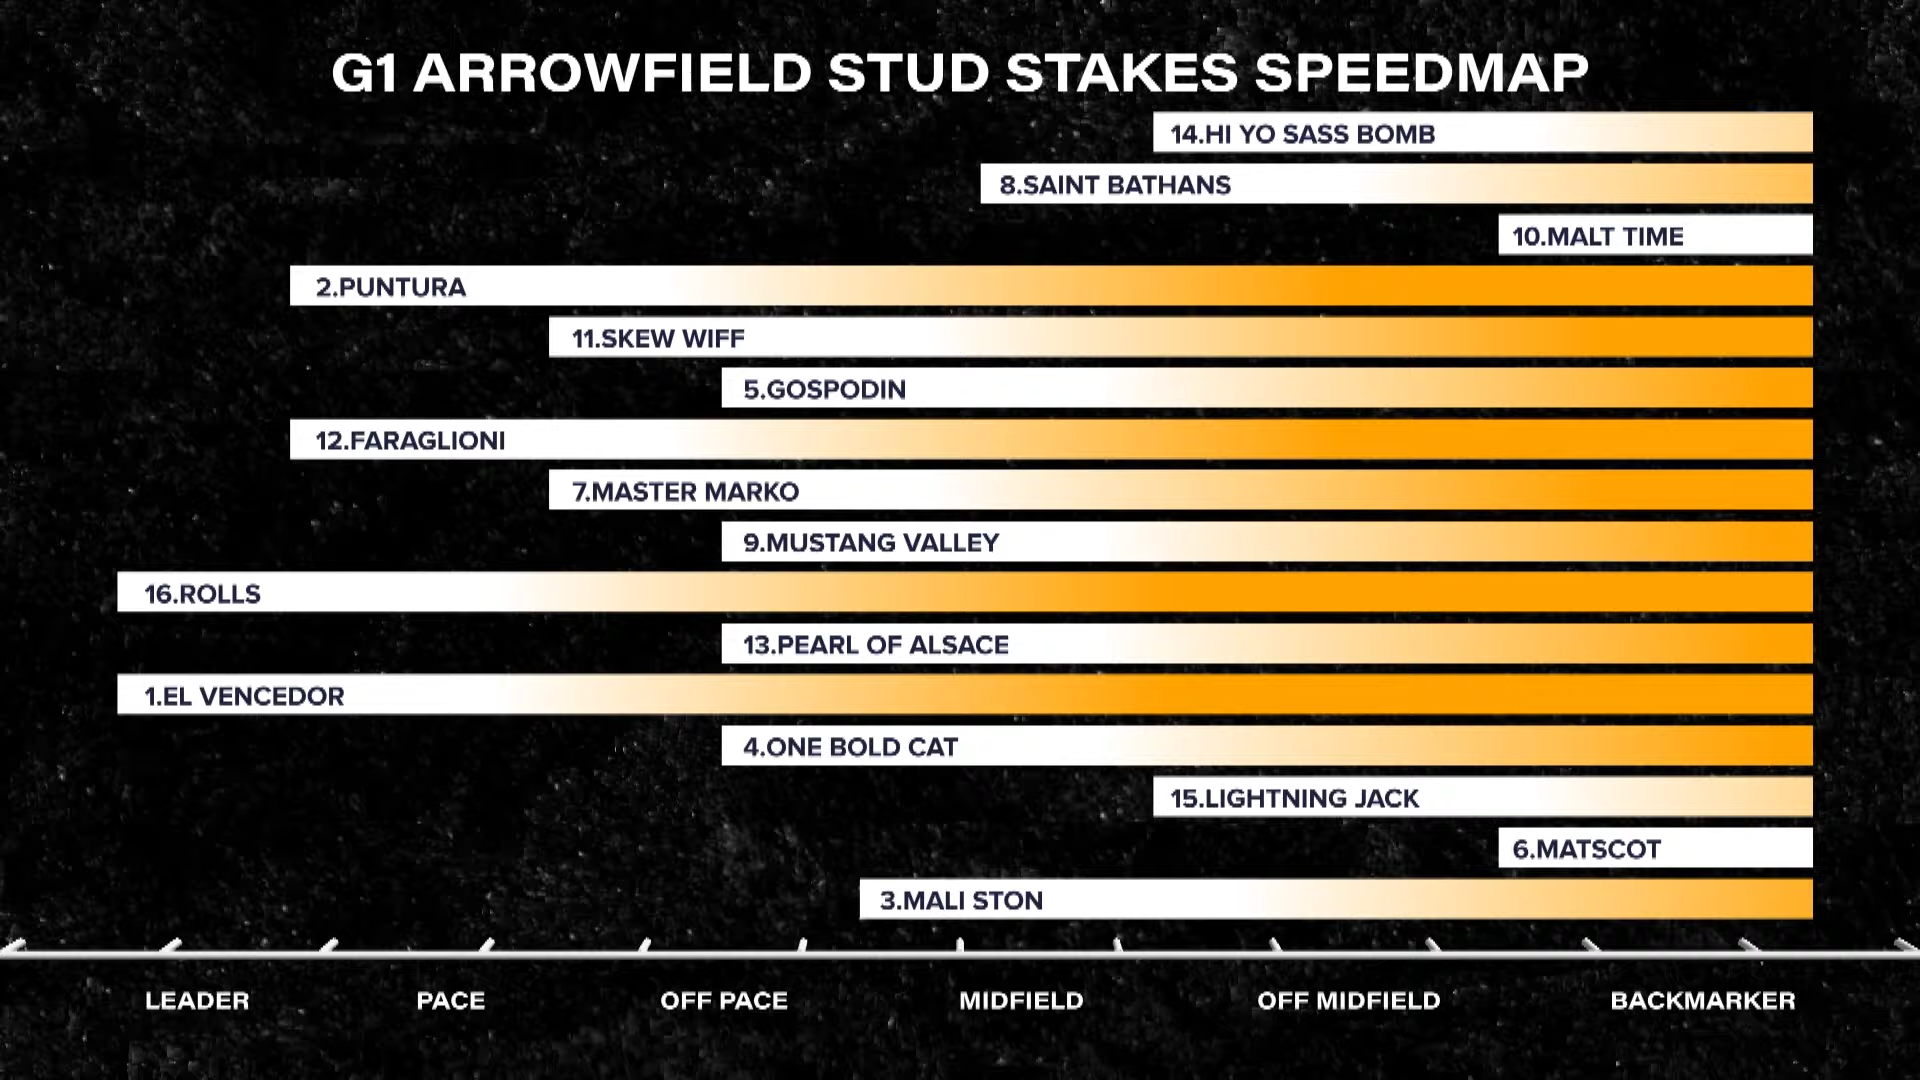 G1 ARROWFIELD STUD STAKES SPEEDMAP
14.HI YO SASS BOMB
8.SAINT BATHANS
10.MALT TIME
2.PUNTURA
11.SKEW WIFF
5.GOSPODIN
12.FARAGLIONI
7.MASTER MARKO
9.MUSTANG VALLEY
16.ROLLS
13.PEARL OF ALSACE
1.EL VENCEDOR
4.ONE BOLD CAT
15.LIGHTNING JACK
6.MATSCOT
3.MALI STON
LEADER PACE OFF PACE MIDFIELD OFF MIDFIELD BACKMARKER